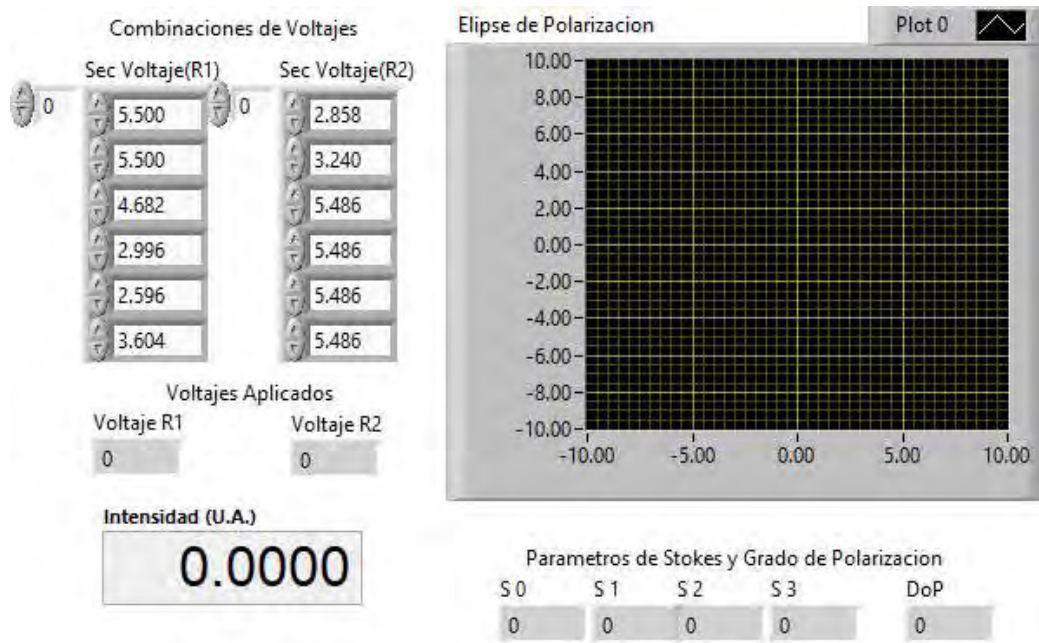 Combinaciones de Voltajes
Sec Voltaje(R1) Sec Voltaje(R2)
0 5.500 0 2.858
5.500 3.240
4.682 5.486
2.996 5.486
2.596 5.486
3.604 5.486
Voltajes Aplicados
Voltaje R1 Voltaje R2
0 0
Intensidad (U.A.)
0.0000
Elipse de Polarizacion Plot 0
10.00
8.00
6.00
4.00
2.00
0.00
-2.00
-4.00
-6.00
-8.00
-10.00
-10.00 -5.00 0.00 5.00 10.00
Parametros de Stokes y Grado de Polarizacion
S 0 S 1 S 2 S 3 DoP
0 0 0 0 0